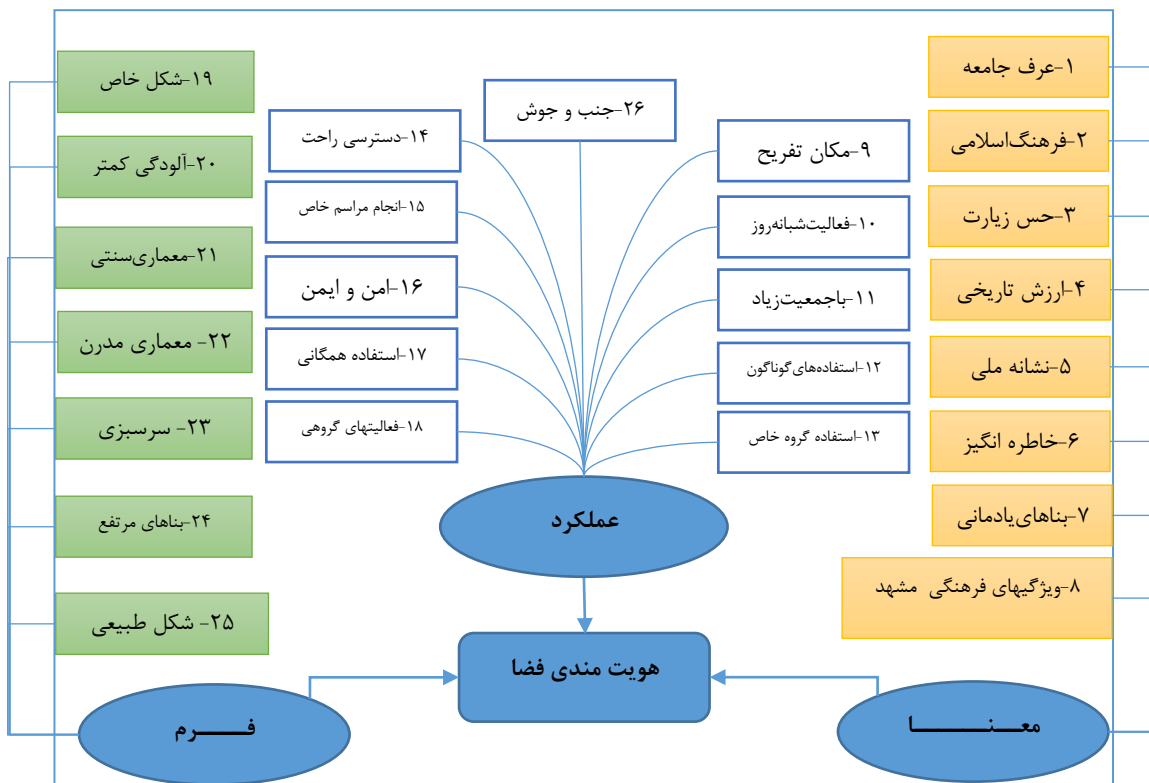 ۱-عرف جامعه
۲-فرهنگ‌اسلامی
۳-حس زیارت
۴-ارزش تاریخی
۵-نشانه ملی
۶-خاطره انگیز
۷-بناهای‌یادمانی
۸-ویژگیهای فرهنگی مشهد
۹-مکان تفریح
۱۰-فعالیت‌شبانه‌روز
۱۱-باجمعیت‌زیاد
۱۲-استفاده‌های‌گوناگون
۱۳-استفاده گروه خاص
۲۶-جنب و جوش
۱۴-دسترسی راحت
۱۵-انجام مراسم خاص
۱۶-امن و ایمن
۱۷-استفاده همگانی
۱۸-فعالیتهای گروهی
۱۹-شکل خاص
۲۰-آلودگی کمتر
۲۱-معماری‌سنتی
۲۲- معماری مدرن
۲۳- سرسبزی
۲۴-بناهای مرتفع
۲۵- شکل طبیعی
عملکرد
هویت مندی فضا
معـــنـــــــــا
فــــــرم